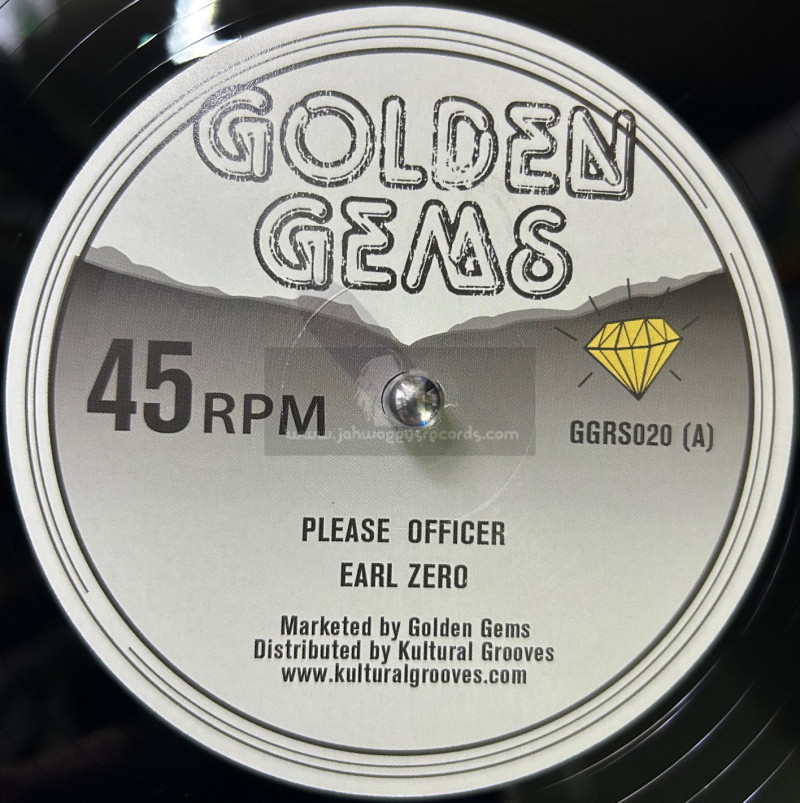 GOLDEN
GEMS
45 RPM
www.jahwaggysrecords.com
GGRS020 (A)
PLEASE OFFICER
EARL ZERO
Marketed by Golden Gems
Distributed by Kultural Grooves
www.kulturalgrooves.com